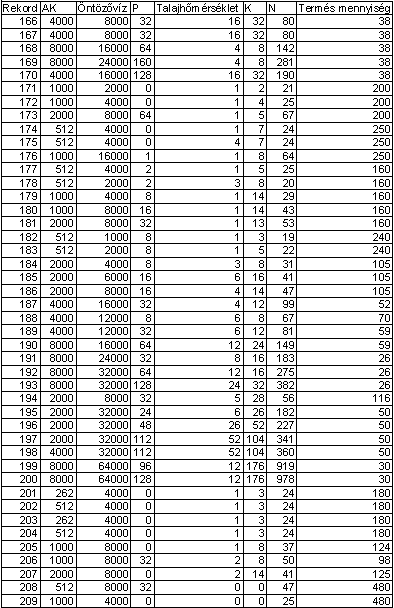 Rekord AK Öntözővíz P Talajhőmérséklet K N Termés mennyiség
166 4000 8000 32 16 32 80 38
167 4000 8000 32 16 32 80 38
168 8000 16000 64 4 8 142 38
169 8000 24000 160 4 8 281 38
170 4000 16000 128 16 32 190 38
171 1000 2000 0 1 2 21 200
172 1000 4000 0 1 4 25 200
173 2000 8000 64 1 5 67 200
174 512 4000 0 1 7 24 250
175 512 4000 0 4 7 24 250
176 1000 16000 1 1 8 64 250
177 512 4000 2 1 5 25 160
178 512 2000 2 3 8 20 160
179 1000 4000 8 1 14 29 160
180 1000 8000 16 1 14 43 160
181 2000 8000 32 1 13 53 160
182 512 1000 8 1 3 19 240
183 512 2000 8 1 5 22 240
184 2000 4000 8 3 8 31 105
185 2000 6000 16 6 16 41 105
186 2000 8000 16 4 14 47 105
187 4000 16000 32 4 12 99 52
188 4000 12000 8 6 8 67 70
189 4000 12000 32 6 12 81 59
190 8000 16000 64 12 24 149 59
191 8000 24000 32 8 16 183 26
192 8000 32000 64 12 16 275 26
193 8000 32000 128 24 32 382 26
194 2000 8000 32 5 28 56 116
195 2000 32000 24 6 26 182 50
196 2000 32000 48 26 52 227 50
197 2000 32000 112 52 104 341 50
198 4000 32000 112 52 104 360 50
199 8000 64000 96 12 176 919 30
200 8000 64000 128 12 176 978 30
201 262 4000 0 1 3 24 180
202 512 4000 0 1 3 24 180
203 262 4000 0 1 3 24 180
204 512 4000 0 1 3 24 180
205 1000 8000 0 1 8 37 124
206 1000 8000 32 2 8 50 98
207 2000 8000 0 2 14 41 125
208 512 8000 32 0 0 47 480
209 1000 4000 0 0 0 25 480